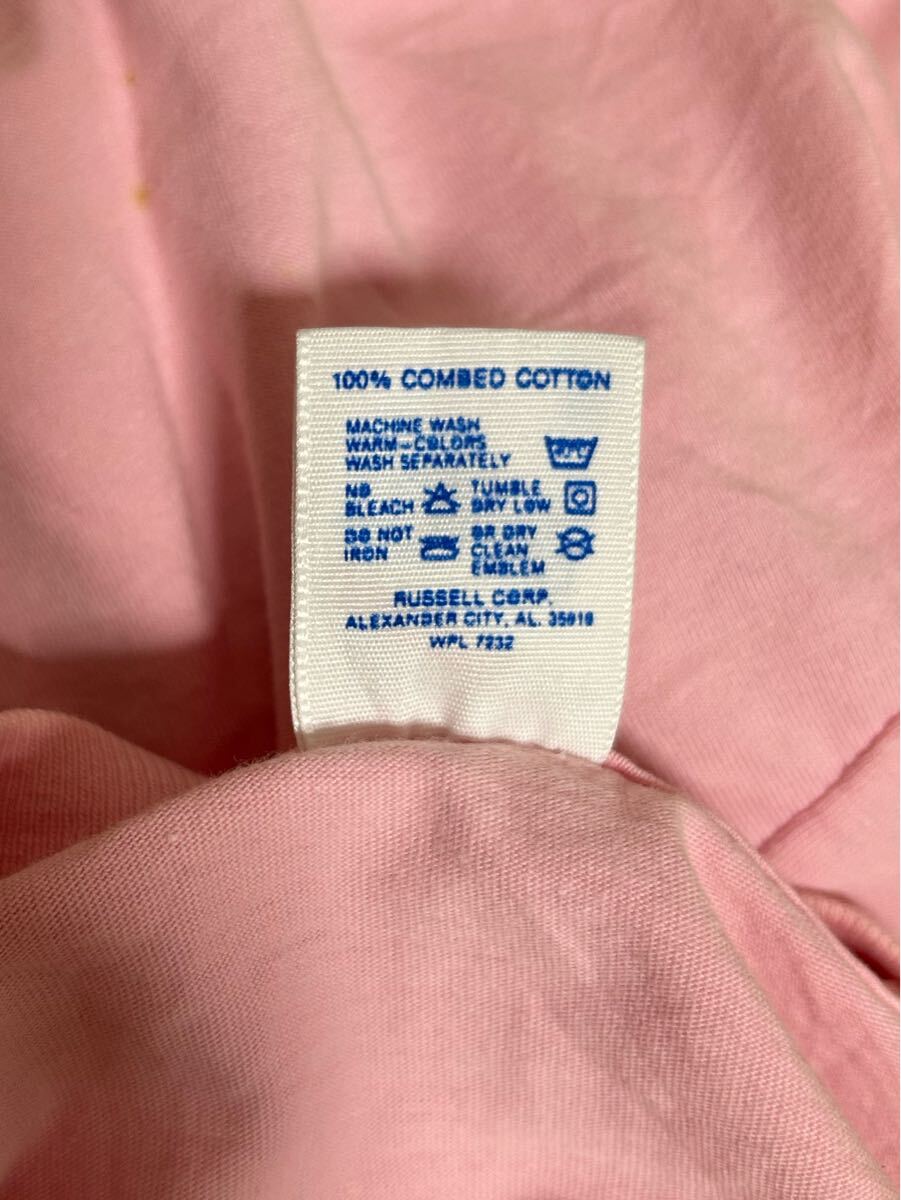 100% COMBED COTTON
MACHINE WASH
WARM-COLORS
WASH SEPARATELY
NO
BLEACH
TUMBLE
DRY LOW
DO NOT
IRON
OR DRY
CLEAN
EMBLEM
RUSSELL CORP.
ALEXANDER CITY, AL. 35010
WPL 7232